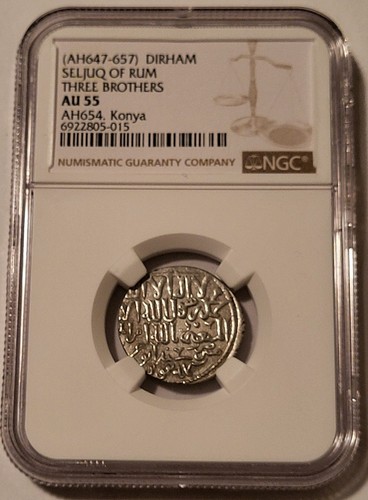 (AH647-657) DIRHAM
SELJUQ OF RUM
THREE BROTHERS
AU 55
AH654, Konya
6922805-015
NUMISMATIC GUARANTY COMPANY NGC®